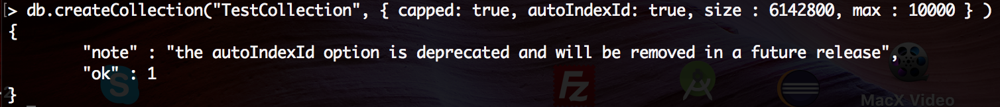 [> db.createCollection("TestCollection", { capped: true, autoIndexId: true, size : 6142800, max : 10000 } )
{
        "note" : "the autoIndexId option is deprecated and will be removed in a future release",
        "ok" : 1
}
S
Fz
MacX Video